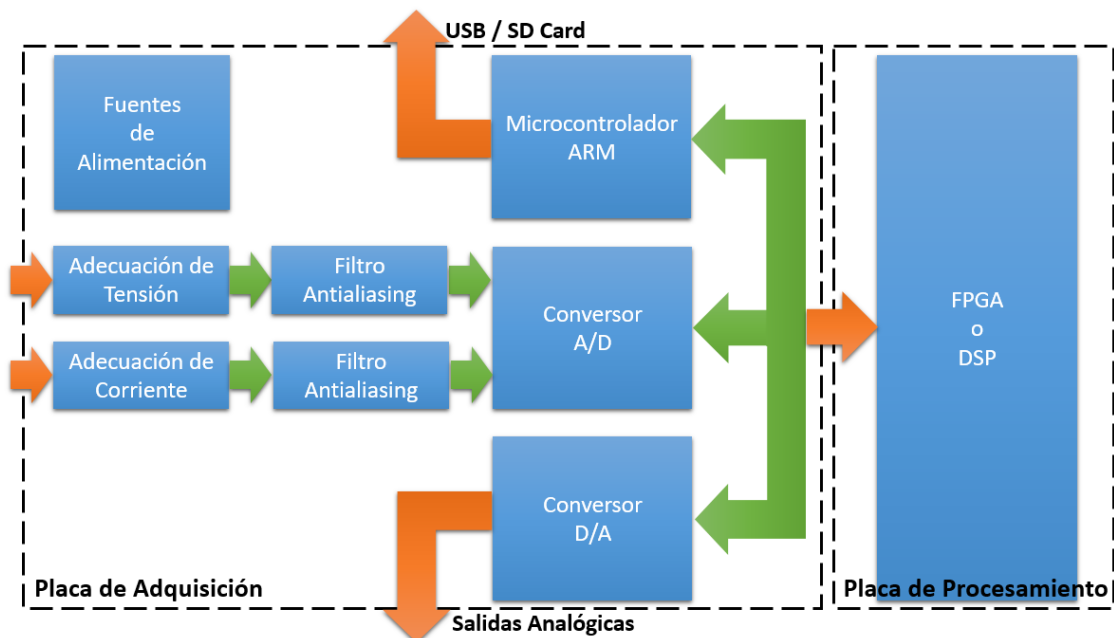 USB / SD Card
Fuentes
de
Alimentación
Microcontrolador
ARM
Adecuación de
Tensión
Filtro
Antialiasing
Conversor
A/D
Adecuación de
Corriente
Filtro
Antialiasing
FPGA
o
DSP
Conversor
D/A
Placa de Adquisición
Placa de Procesamiento
Salidas Analógicas